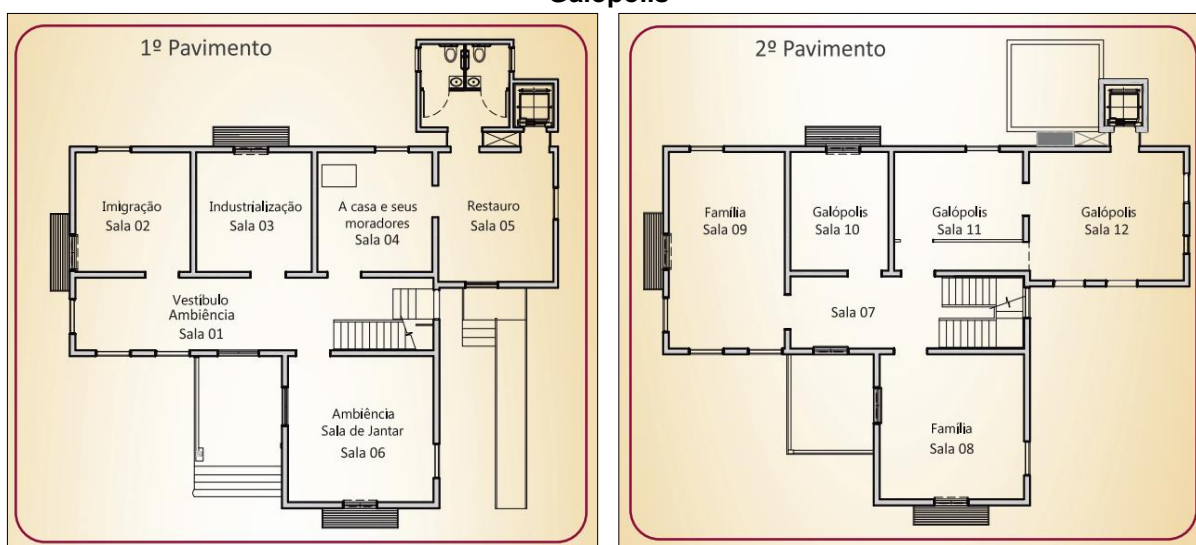 Galópolis
1º Pavimento
Imigração
Sala 02
Industrialização
Sala 03
A casa e seus
moradores
Sala 04
Restauro
Sala 05
Vestíbulo
Ambiência
Sala 01
Ambiência
Sala de Jantar
Sala 06
2º Pavimento
Família
Sala 09
Galópolis
Sala 10
Galópolis
Sala 11
Galópolis
Sala 12
Sala 07
Família
Sala 08